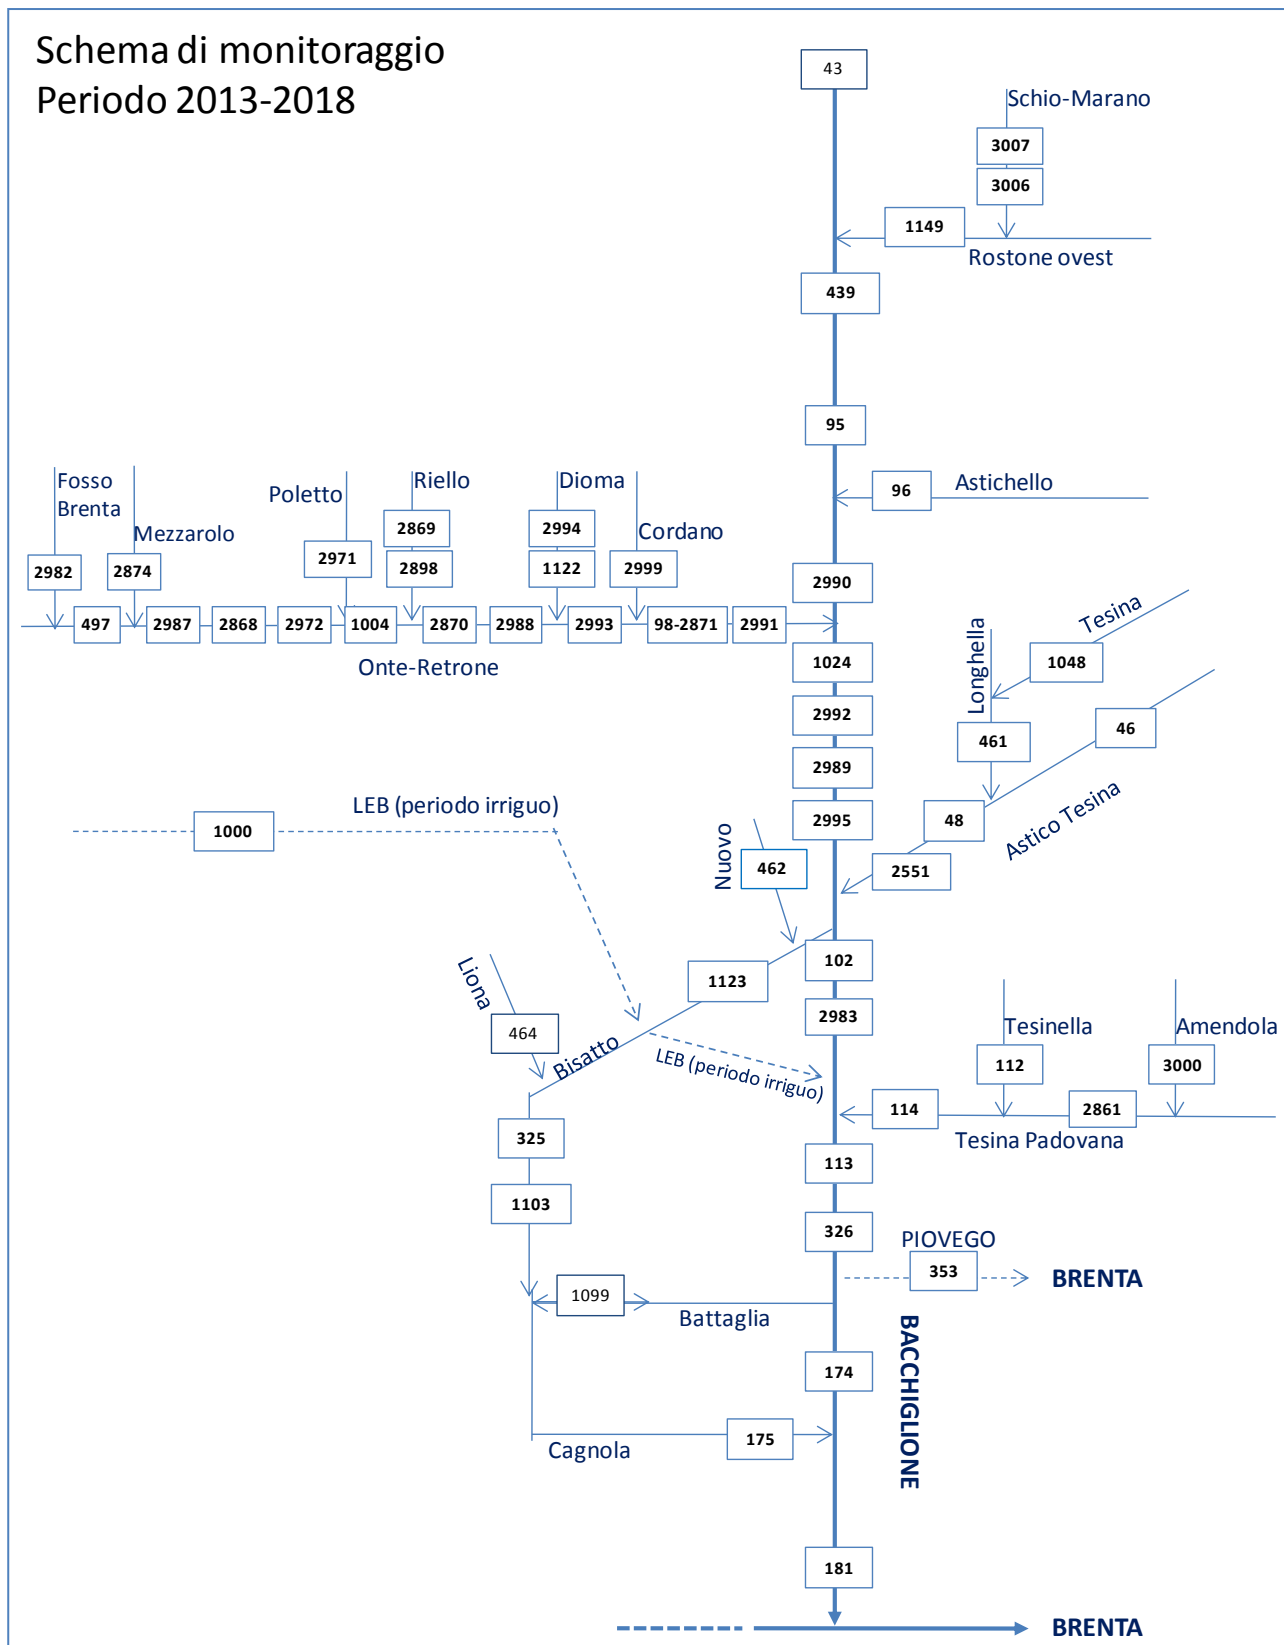 Schema di monitoraggio
Periodo 2013-2018
43
Schio-Marano
3007
3006
1149
Rostone ovest
439
95
96
Astichello
Fosso
Brenta
Mezzarolo
Poletto
Riello
Dioma
Cordano
2982
2874
2971
2869
2898
2994
1122
2999
2990
497
2987
2868
2972
1004
2870
2988
2993
98-2871
2991
Onte-Retrone
1024
2992
2989
2995
Tesina
1048
Longhella
461
46
48
Astico Tesina
2551
LEB (periodo irriguo)
1000
Nuovo
462
102
1123
2983
Liona
464
Bisatto
LEB (periodo irriguo)
Tesinella
Amendola
112
3000
114
2861
Tesina Padovana
325
113
1103
326
PIOVEGO
353
BRENTA
1099
Battaglia
BACCHIGLIONE
174
175
Cagnola
181
BRENTA